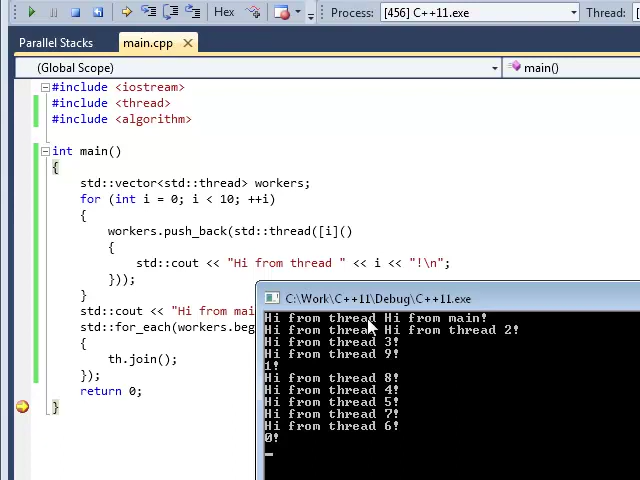 Hex Process: [456] C++11.exe Thread:
Parallel Stacks main.cpp
(Global Scope) main()
#include <iostream>
#include <thread>
#include <algorithm>
int main()
{
std::vector<std::thread> workers;
for (int i = 0; i < 10; ++i)
{
workers.push_back(std::thread([i]()
{
std::cout << "Hi from thread " << i << "!\n";
}));
}
std::cout << "Hi from mai
std::for_each(workers.beg
{
th.join();
});
return 0;
}
C:\Work\C++11\Debug\C++11.exe
Hi from thread Hi from main!
Hi from thread Hi from thread 2!
Hi from thread 3!
Hi from thread 9!
1!
Hi from thread 8!
Hi from thread 4!
Hi from thread 5!
Hi from thread 7!
Hi from thread 6!
0!